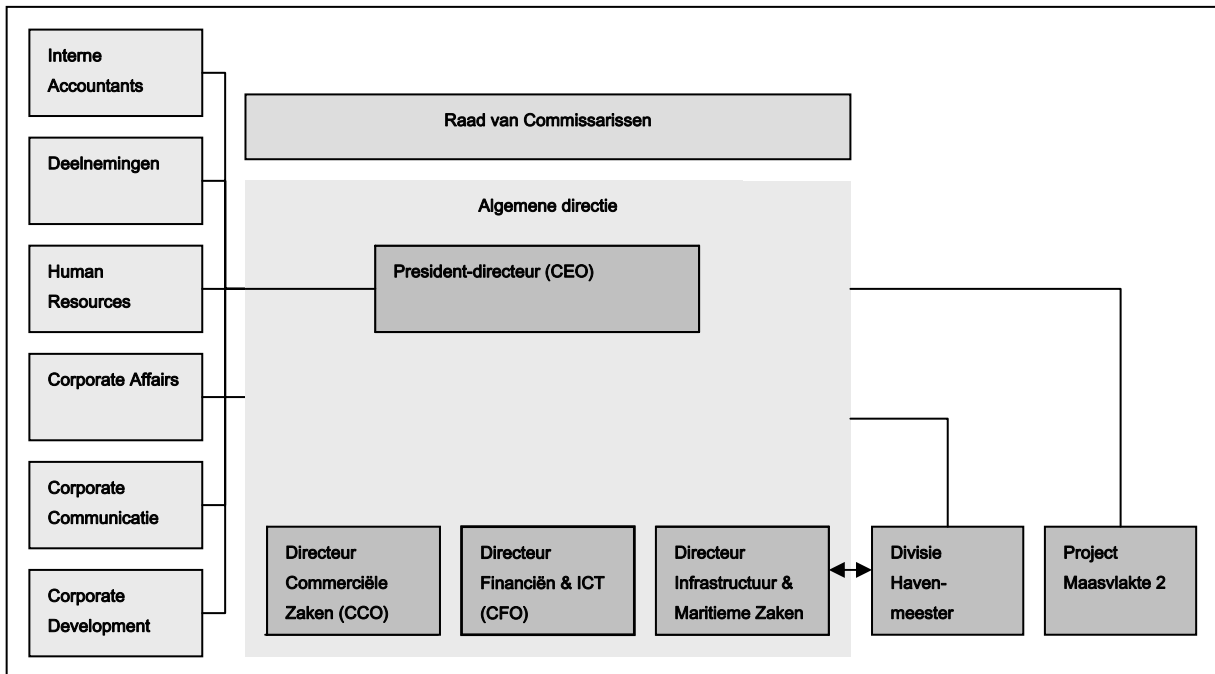 Interne
Accountants
Deelnemingen
Human
Resources
Corporate Affairs
Corporate
Communicatie
Corporate
Development
Raad van Commissarissen
Algemene directie
President-directeur (CEO)
Directeur
Commerciële
Zaken (CCO)
Directeur
Financiën & ICT
(CFO)
Directeur
Infrastructuur &
Maritieme Zaken
Divisie
Haven-
meester
Project
Maasvlakte 2